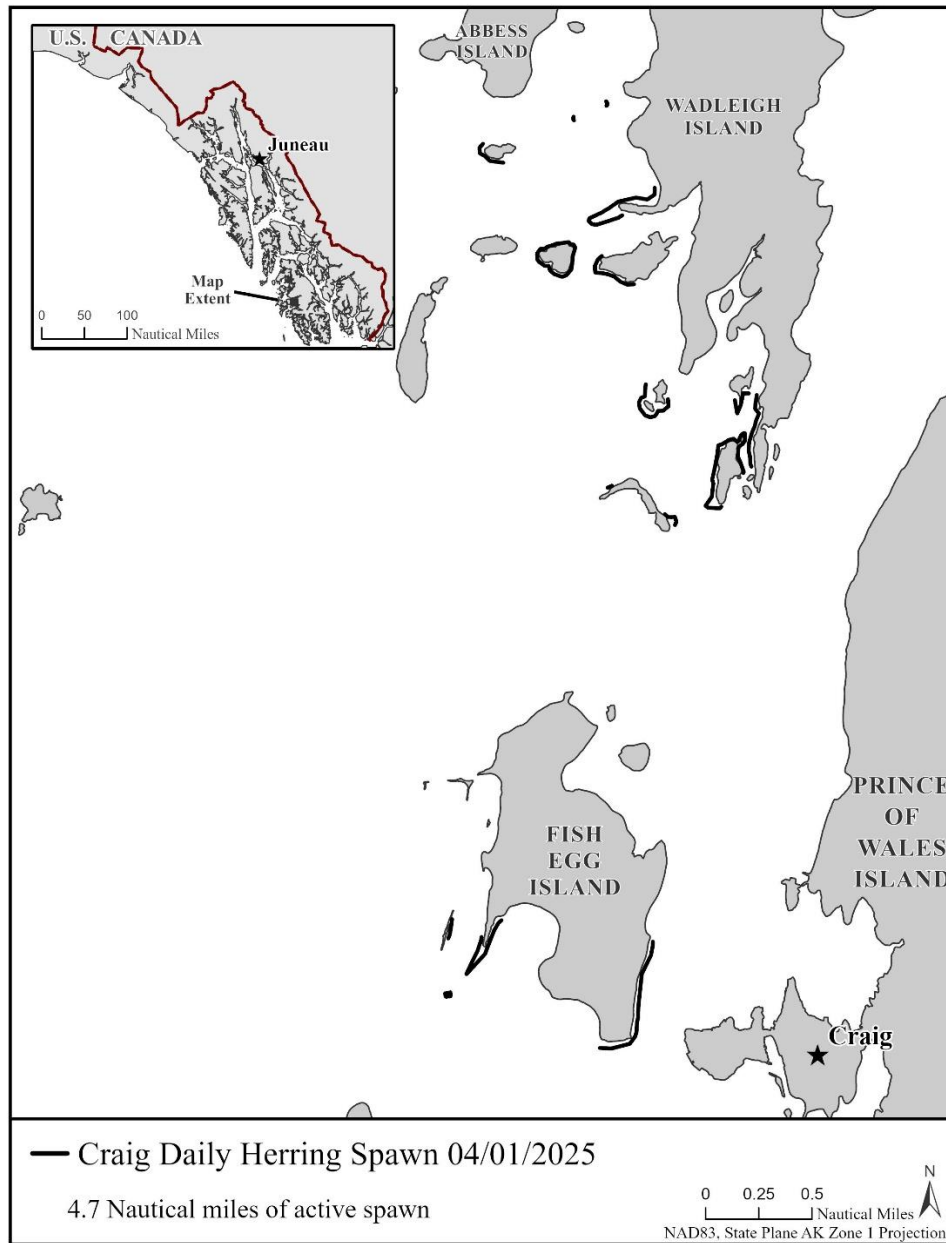 U.S. CANADA
Juneau
Map
Extent
0 50 100
Nautical Miles
ABBESS
ISLAND
WADLEIGH
ISLAND
PRINCE
OF
WALES
ISLAND
FISH
EGG
ISLAND
Craig
Craig Daily Herring Spawn 04/01/2025
4.7 Nautical miles of active spawn
N
0 0.25 0.5
Nautical Miles
NAD83, State Plane AK Zone 1 Projection